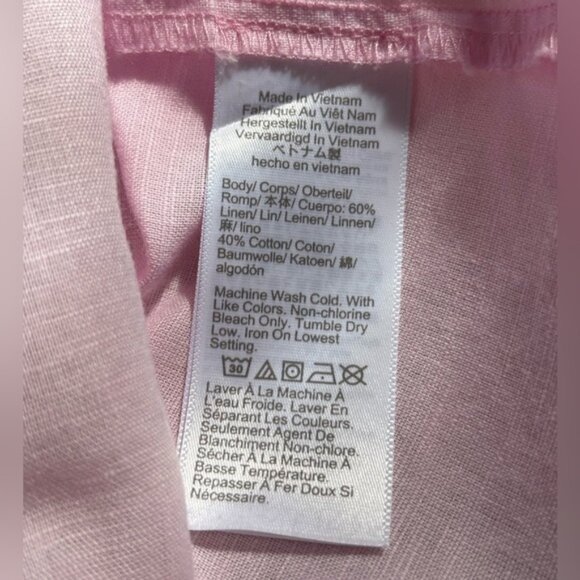 Made In Vietnam
Fabriqué Au Viêt Nam
Hergestellt In Vietnam
Vervaardigd In Vietnam
ベトナム製
hecho en vietnam
Body/ Corps/ Oberteil/
Romp/ 本体/ Cuerpo: 60%
Linen/ Lin/ Leinen/ Linnen/
麻/ lino
40% Cotton/ Coton/
Baumwolle/ Katoen/ 綿/
algodón
Machine Wash Cold. With
Like Colors. Non-chlorine
Bleach Only. Tumble Dry
Low. Iron On Lowest
Setting.
30
Laver À La Machine À
L'eau Froide. Laver En
Séparant Les Couleurs.
Seulement Agent De
Blanchiment Non-chlore.
Sécher À La Machine À
Basse Température.
Repasser À Fer Doux Si
Nécessaire.